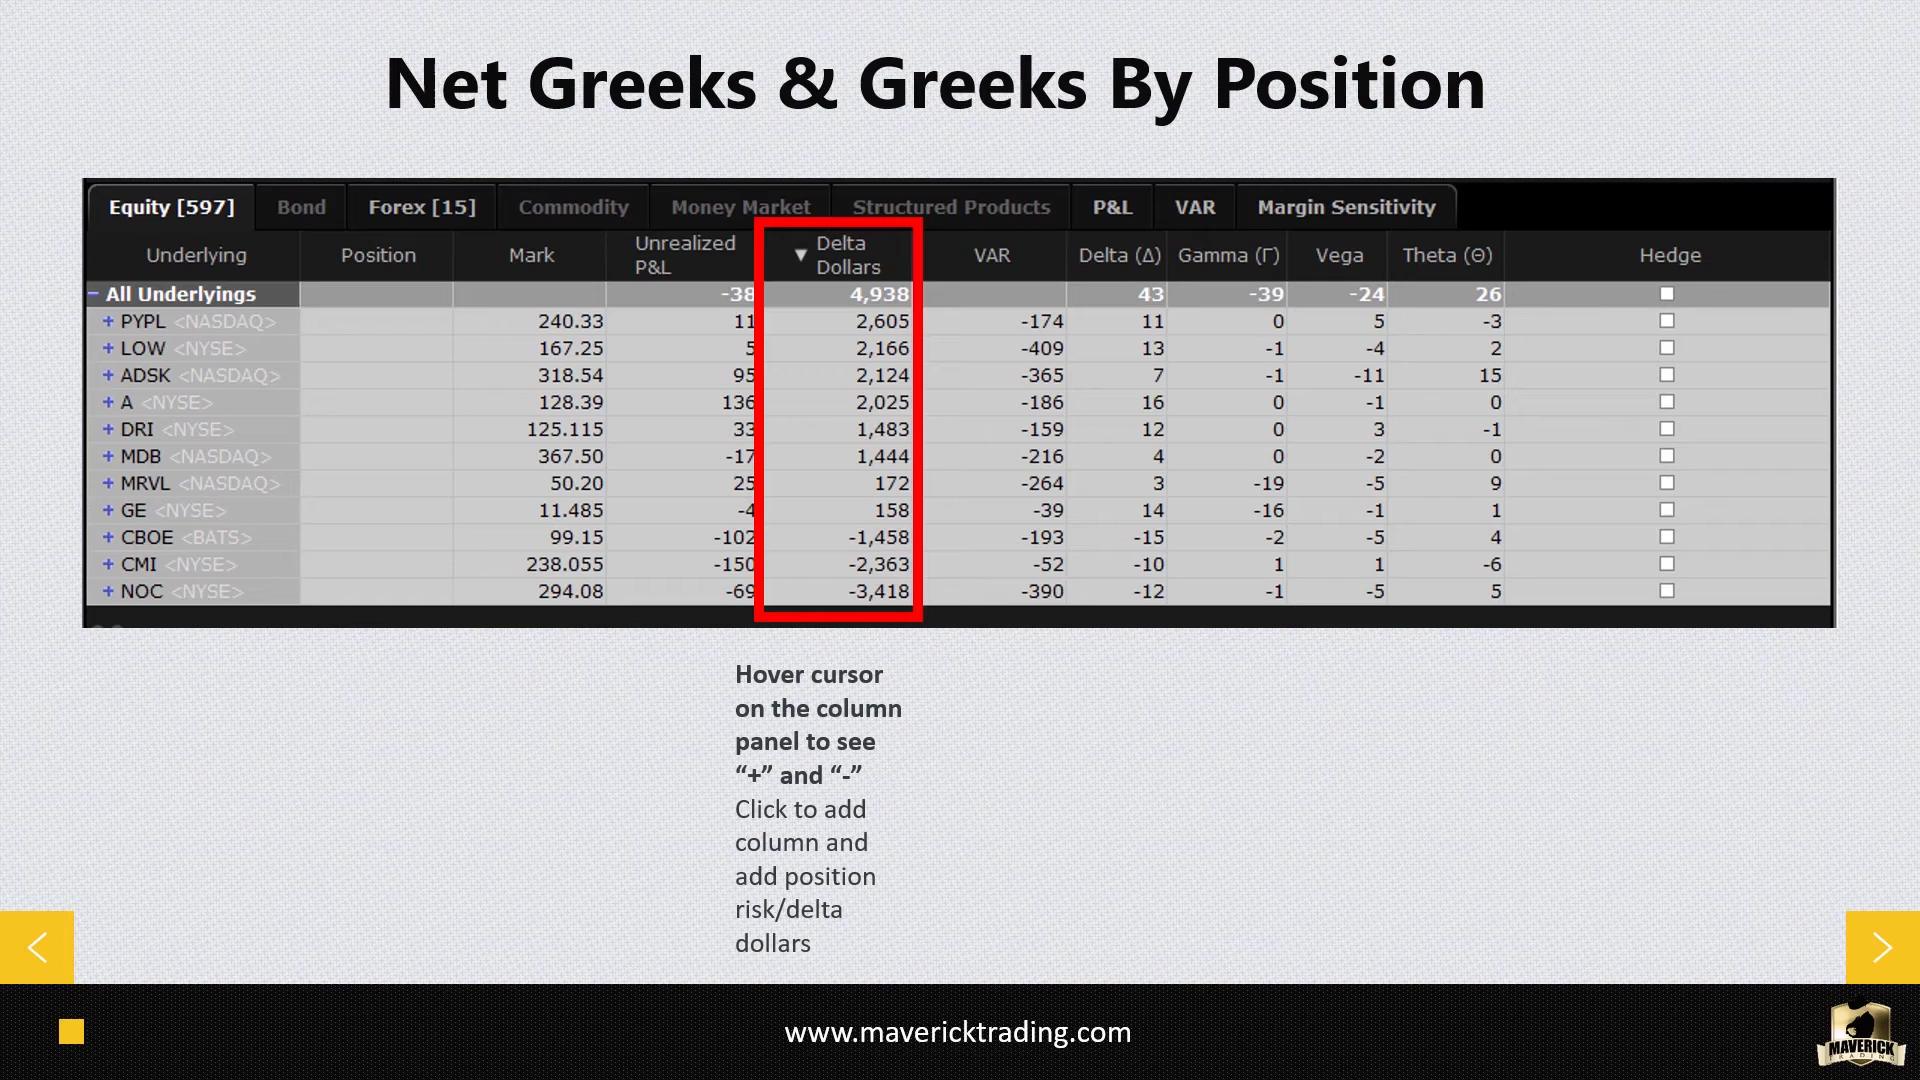 Net Greeks & Greeks By Position
Equity [597] Bond Forex [15] Commodity Money Market Structured Products P&L VAR Margin Sensitivity
Underlying Position Mark Unrealized P&L ▼ Delta Dollars VAR Delta (Δ) Gamma (Γ) Vega Theta (Θ) Hedge
− All Underlyings -38 4,938 43 -39 -24 26
+ PYPL <NASDAQ> 240.33 11 2,605 -174 11 0 5 -3
+ LOW <NYSE> 167.25 5 2,166 -409 13 -1 -4 2
+ ADSK <NASDAQ> 318.54 95 2,124 -365 7 -1 -11 15
+ A <NYSE> 128.39 136 2,025 -186 16 0 -1 0
+ DRI <NYSE> 125.115 33 1,483 -159 12 0 3 -1
+ MDB <NASDAQ> 367.50 -17 1,444 -216 4 0 -2 0
+ MRVL <NASDAQ> 50.20 25 172 -264 3 -19 -5 9
+ GE <NYSE> 11.485 -4 158 -39 14 -16 -1 1
+ CBOE <BATS> 99.15 -102 -1,458 -193 -15 -2 -5 4
+ CMI <NYSE> 238.055 -150 -2,363 -52 -10 1 1 -6
+ NOC <NYSE> 294.08 -69 -3,418 -390 -12 -1 -5 5
Hover cursor
on the column
panel to see
“+” and “-”
Click to add
column and
add position
risk/delta
dollars
www.mavericktrading.com
MAVERICK
TRADING